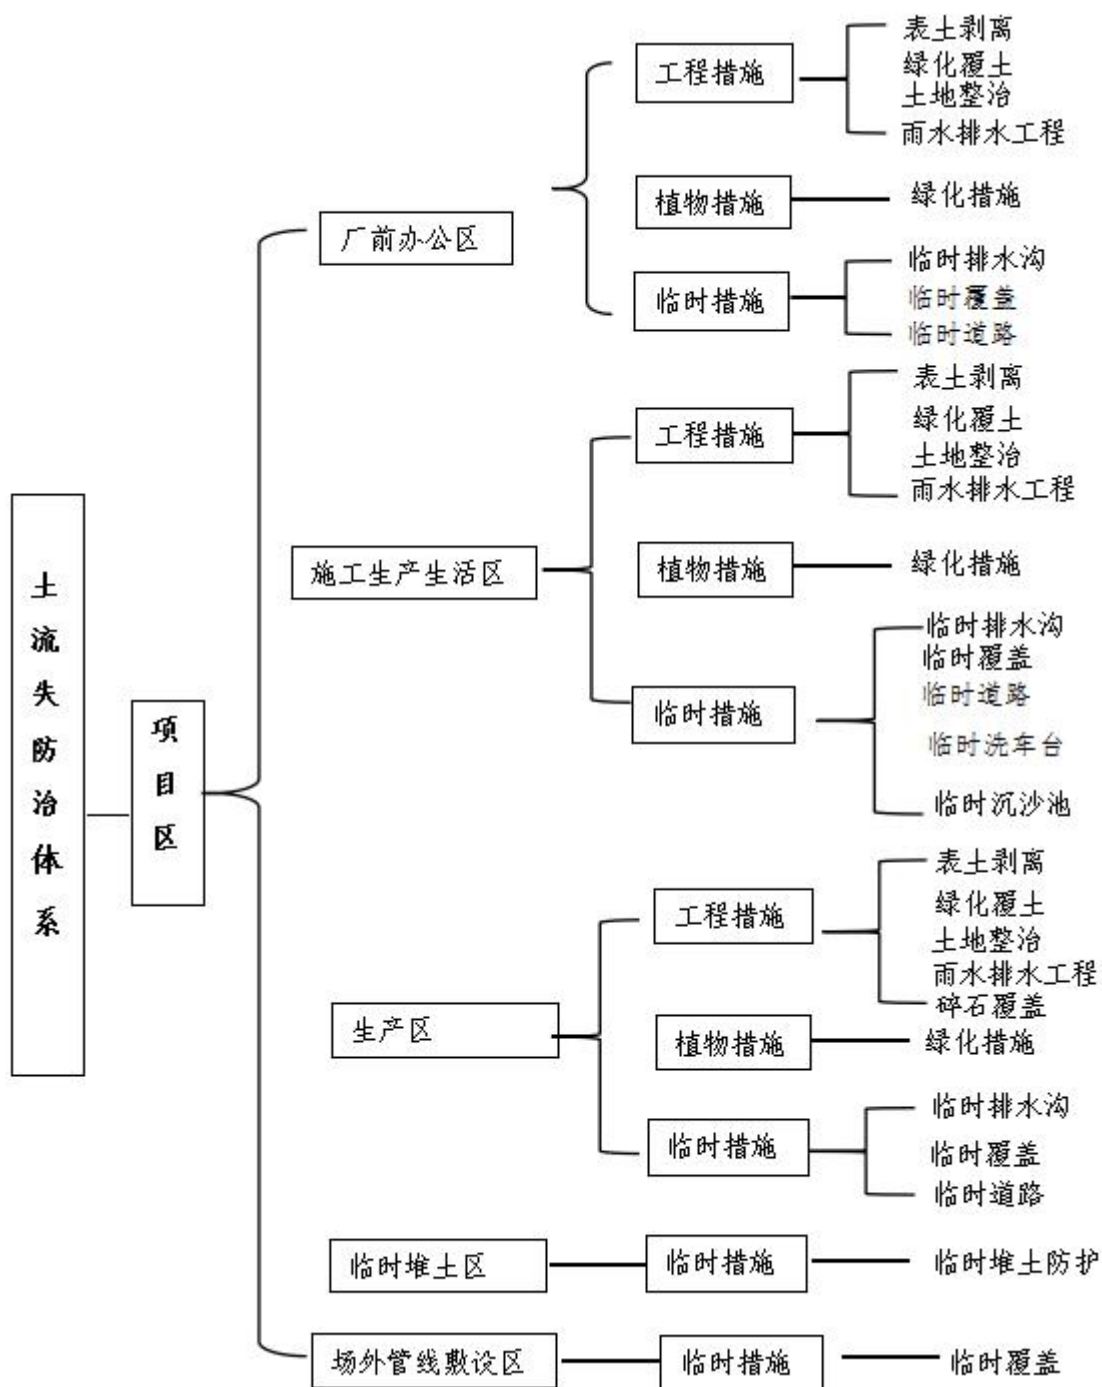 土流失防治体系
项目区
厂前办公区
工程措施
表土剥离
绿化覆土
土地整治
雨水排水工程
植物措施
绿化措施
临时措施
临时排水沟
临时覆盖
临时道路
施工生产生活区
工程措施
表土剥离
绿化覆土
土地整治
雨水排水工程
植物措施
绿化措施
临时措施
临时排水沟
临时覆盖
临时道路
临时洗车台
临时沉沙池
生产区
工程措施
表土剥离
绿化覆土
土地整治
雨水排水工程
碎石覆盖
植物措施
绿化措施
临时措施
临时排水沟
临时覆盖
临时道路
临时堆土区
临时措施
临时堆土防护
场外管线敷设区
临时措施
临时覆盖